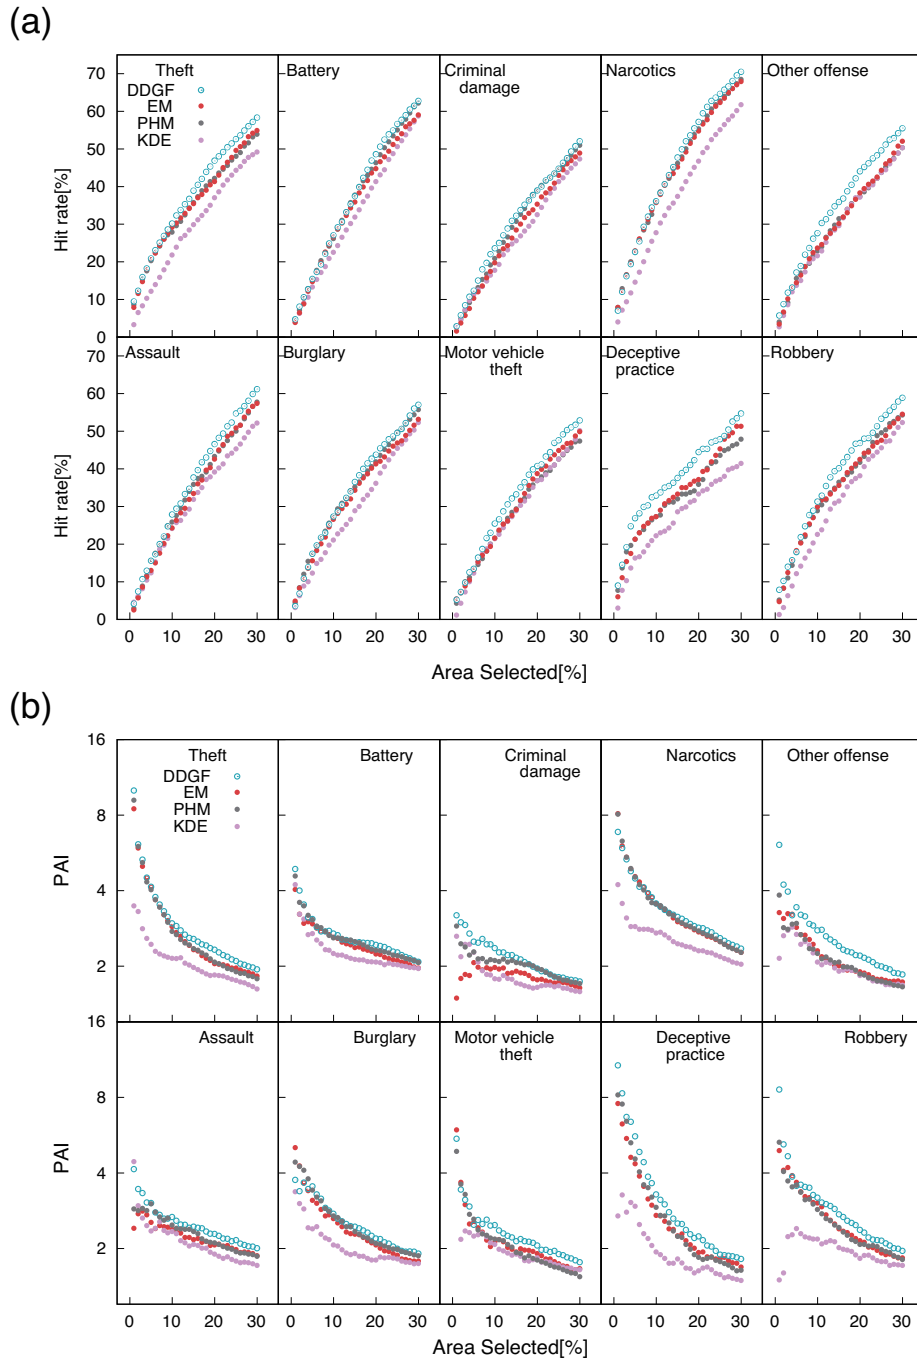 (a)
Theft
DDGF
EM
PHM
KDE
Battery
Criminal
damage
Narcotics
Other offense
70
60
50
40
30
20
10
0
Hit rate[%]
Assault
Burglary
Motor vehicle
theft
Deceptive
practice
Robbery
70
60
50
40
30
20
10
0
Hit rate[%]
0 10 20 30 0 10 20 30 0 10 20 30 0 10 20 30 0 10 20 30
Area Selected[%]
(b)
Theft
DDGF
EM
PHM
KDE
Battery
Criminal
damage
Narcotics
Other offense
16
8
4
2
PAI
Assault
Burglary
Motor vehicle
theft
Deceptive
practice
Robbery
16
8
4
2
PAI
0 10 20 30 0 10 20 30 0 10 20 30 0 10 20 30 0 10 20 30
Area Selected[%]